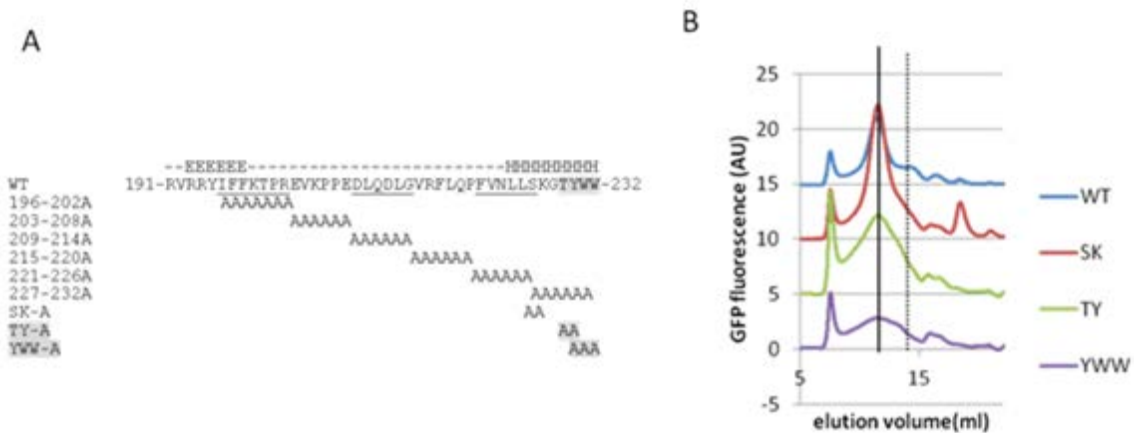 A
--EEEEEE-------------------------HHHHHHHHH
WT 191-RVRRYIFFKTPREVKPPEDLQDLGVRFLQPFVNLLSKGTYWW-232
196-202A AAAAAAA
203-208A AAAAAA
209-214A AAAAAA
215-220A AAAAAA
221-226A AAAAAA
227-232A AAAAAA
SK-A AA
TY-A AA
YWW-A AAA
B
GFP fluorescence (AU)
25
20
15
10
5
0
-5
5 15
elution volume(ml)
WT
SK
TY
YWW